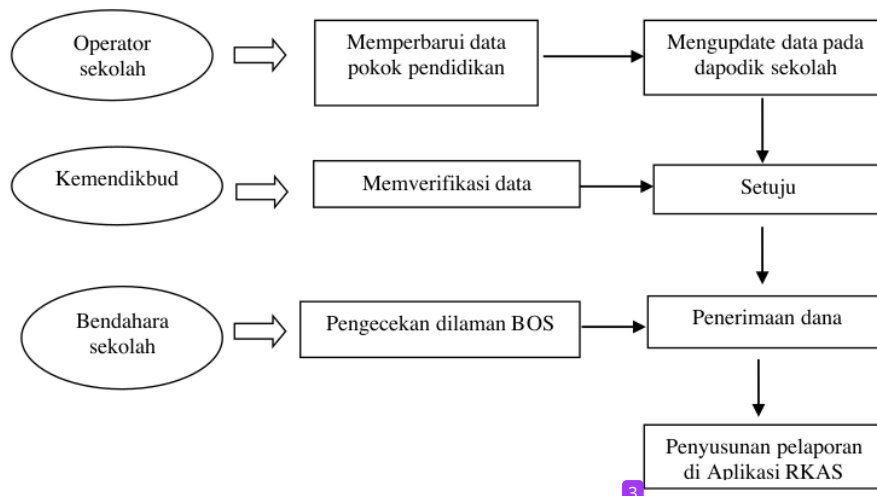 Operator
sekolah
Memperbarui data
pokok pendidikan
Mengupdate data pada
dapodik sekolah
Kemendikbud
Memverifikasi data
Setuju
Bendahara
sekolah
Pengecekan dilaman BOS
Penerimaan dana
Penyusunan pelaporan
di Aplikasi RKAS
3